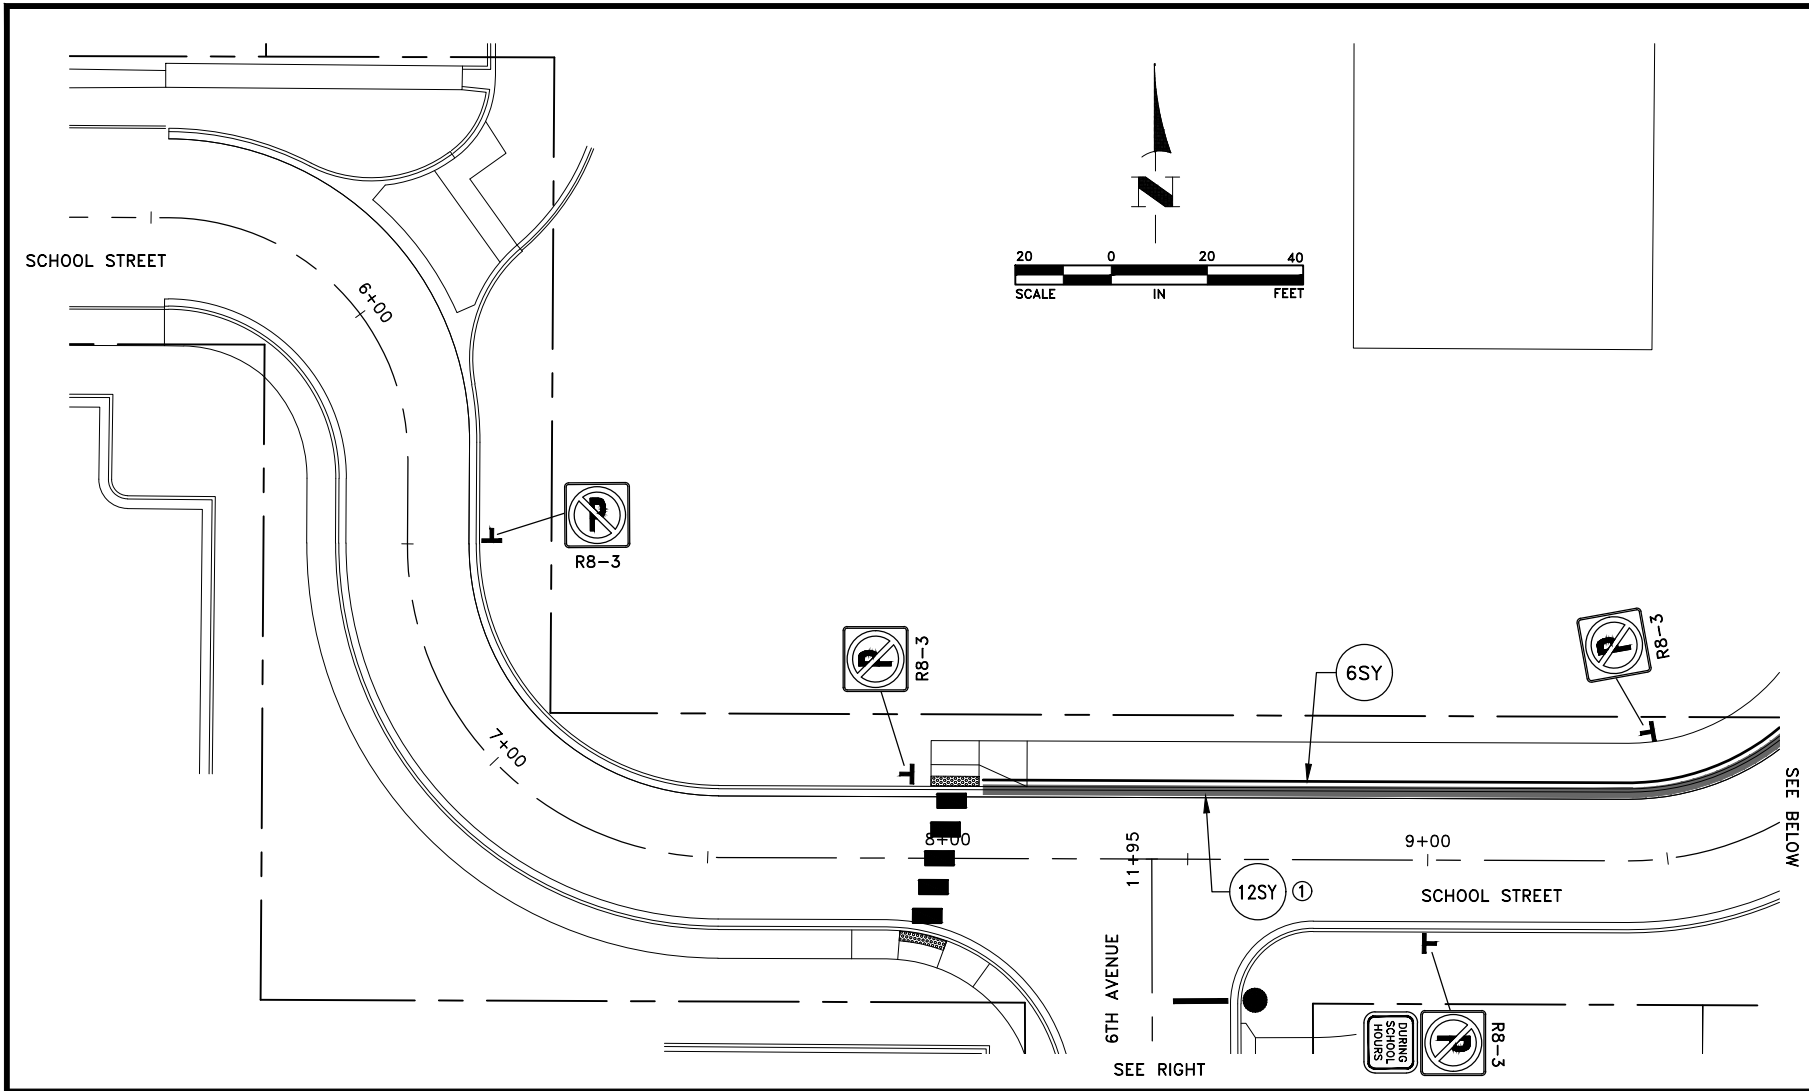 SCHOOL STREET
6+00
N
20 0 20 40
SCALE IN FEET
P
R8-3
P
R8-3
6SY
P
R8-3
7+00
8+00
11+95
9+00
12SY ①
SCHOOL STREET
SEE BELOW
6TH AVENUE
SEE RIGHT
DURING
SCHOOL
HOURS
P
R8-3